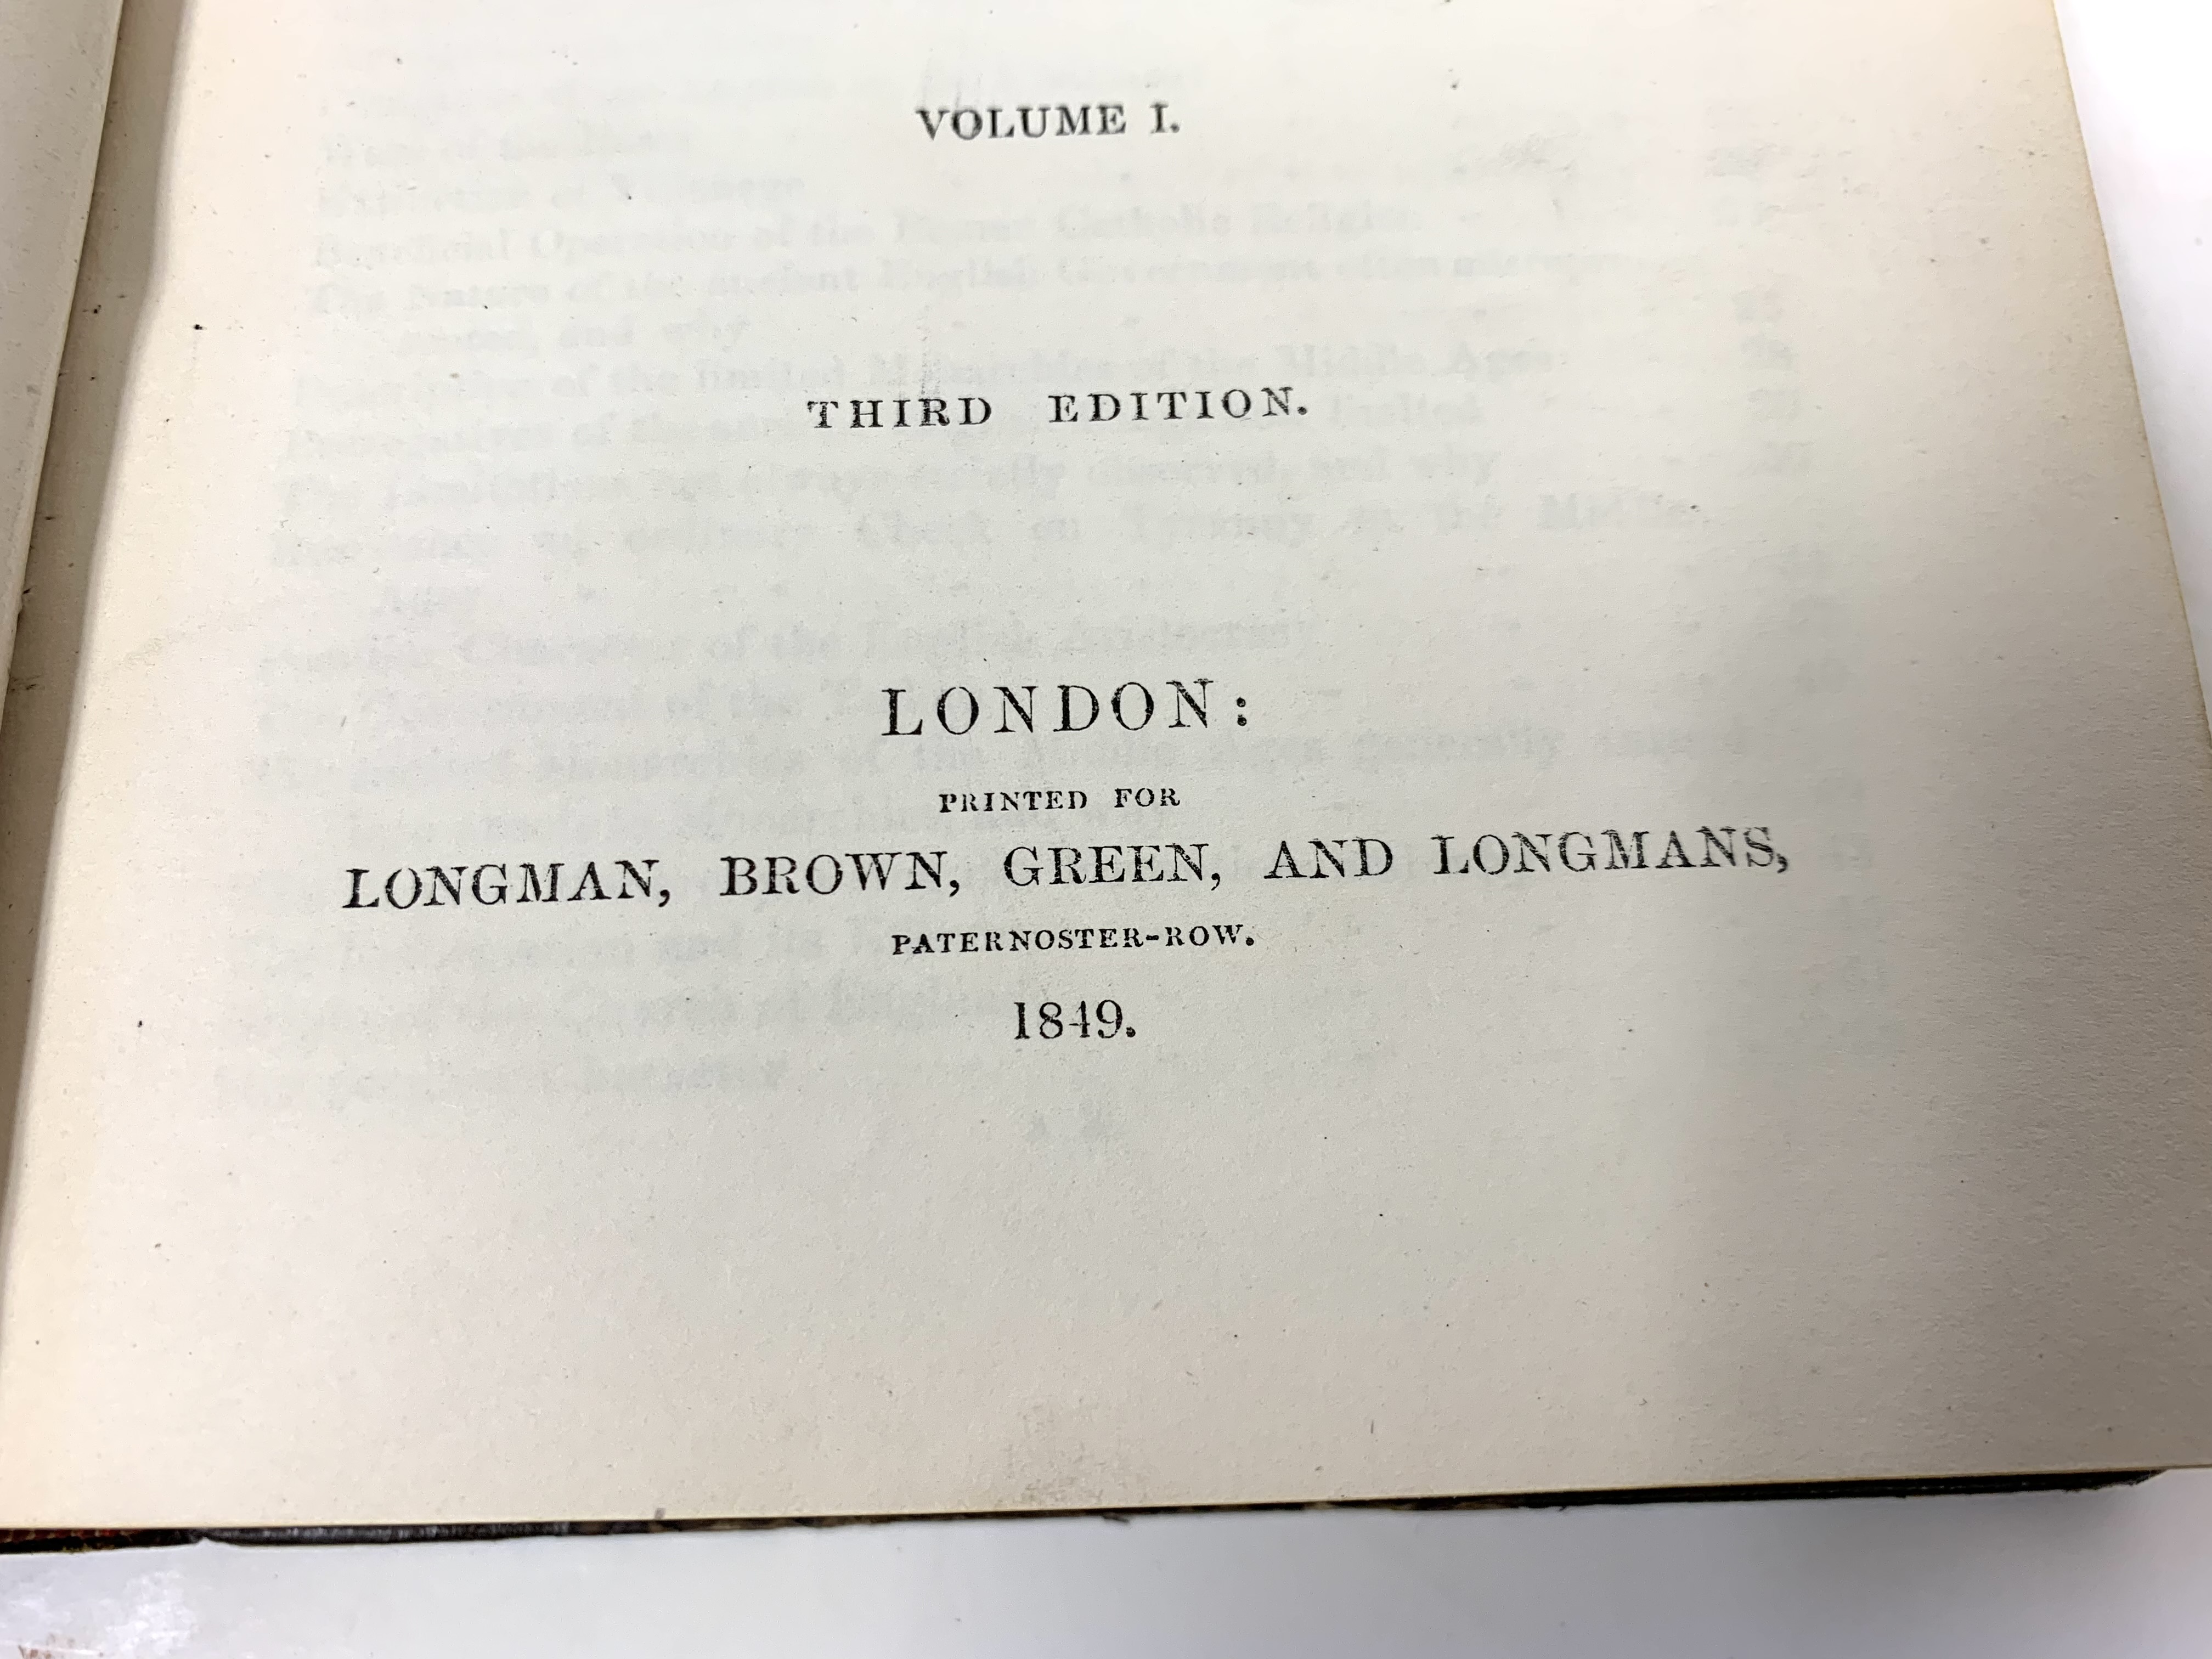 VOLUME I.
THIRD EDITION.
LONDON:
PRINTED FOR
LONGMAN, BROWN, GREEN, AND LONGMANS,
PATERNOSTER-ROW.
1849.